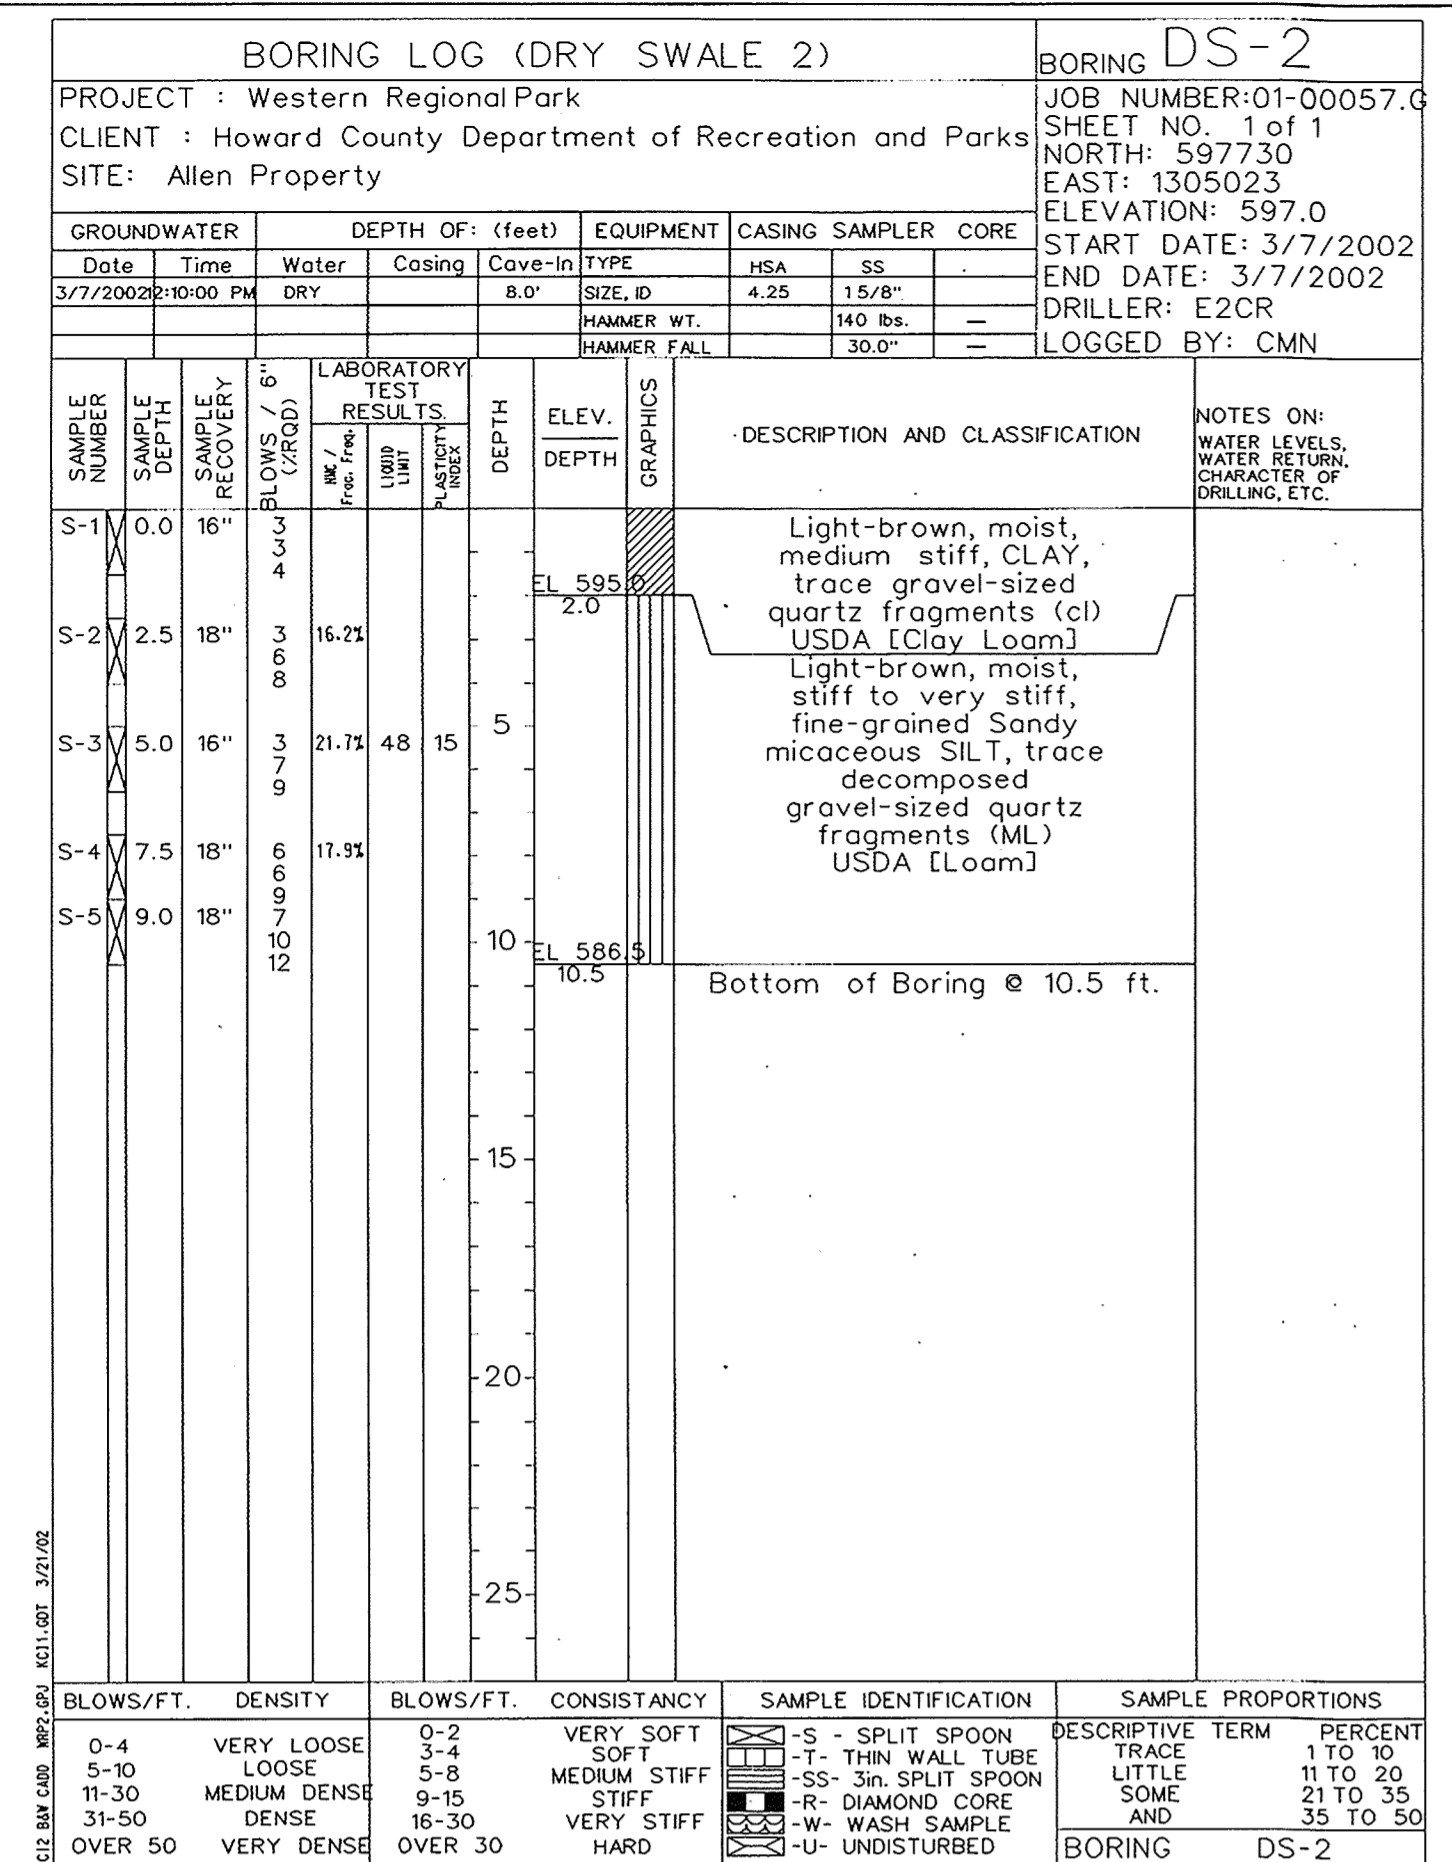 BORING LOG (DRY SWALE 2)
BORING DS-2
PROJECT : Western Regional Park
CLIENT : Howard County Department of Recreation and Parks
SITE: Allen Property
JOB NUMBER:01-00057.G
SHEET NO. 1 of 1
NORTH: 597730
EAST: 1305023
ELEVATION: 597.0
START DATE: 3/7/2002
END DATE: 3/7/2002
DRILLER: E2CR
LOGGED BY: CMN
GROUNDWATER DEPTH OF: (feet) EQUIPMENT CASING SAMPLER CORE
Date Time Water Casing Cave-In TYPE HSA SS
3/7/2002 12:10:00 PM DRY 8.0' SIZE, ID 4.25 1 5/8"
HAMMER WT. 140 lbs. —
HAMMER FALL 30.0" —
SAMPLE NUMBER
SAMPLE DEPTH
SAMPLE RECOVERY
BLOWS / 6" (%RQD)
LABORATORY TEST RESULTS.
NMC / Frac. Freq.
LIQUID LIMIT
PLASTICITY INDEX
DEPTH
ELEV.
DEPTH
GRAPHICS
DESCRIPTION AND CLASSIFICATION
NOTES ON:
WATER LEVELS,
WATER RETURN,
CHARACTER OF
DRILLING, ETC.
S-1 0.0 16" 3
3
4
S-2 2.5 18" 3 16.2%
6
8
S-3 5.0 16" 3 21.7% 48 15
7
9
S-4 7.5 18" 6 17.9%
6
9
S-5 9.0 18" 7
10
12
5
10
15
20
25
EL 595.0
2.0
EL 586.5
10.5
Light-brown, moist,
medium stiff, CLAY,
trace gravel-sized
quartz fragments (cl)
USDA [Clay Loam]
Light-brown, moist,
stiff to very stiff,
fine-grained Sandy
micaceous SILT, trace
decomposed
gravel-sized quartz
fragments (ML)
USDA [Loam]
Bottom of Boring @ 10.5 ft.
BLOWS/FT. DENSITY
0-4 VERY LOOSE
5-10 LOOSE
11-30 MEDIUM DENSE
31-50 DENSE
OVER 50 VERY DENSE
BLOWS/FT. CONSISTANCY
0-2 VERY SOFT
3-4 SOFT
5-8 MEDIUM STIFF
9-15 STIFF
16-30 VERY STIFF
OVER 30 HARD
SAMPLE IDENTIFICATION
-S - SPLIT SPOON
-T- THIN WALL TUBE
-SS- 3in. SPLIT SPOON
-R- DIAMOND CORE
-W- WASH SAMPLE
-U- UNDISTURBED
SAMPLE PROPORTIONS
DESCRIPTIVE TERM PERCENT
TRACE 1 TO 10
LITTLE 11 TO 20
SOME 21 TO 35
AND 35 TO 50
BORING DS-2
CI2 B&W CADD WRP2.GPJ KCI1.GDT 3/21/02